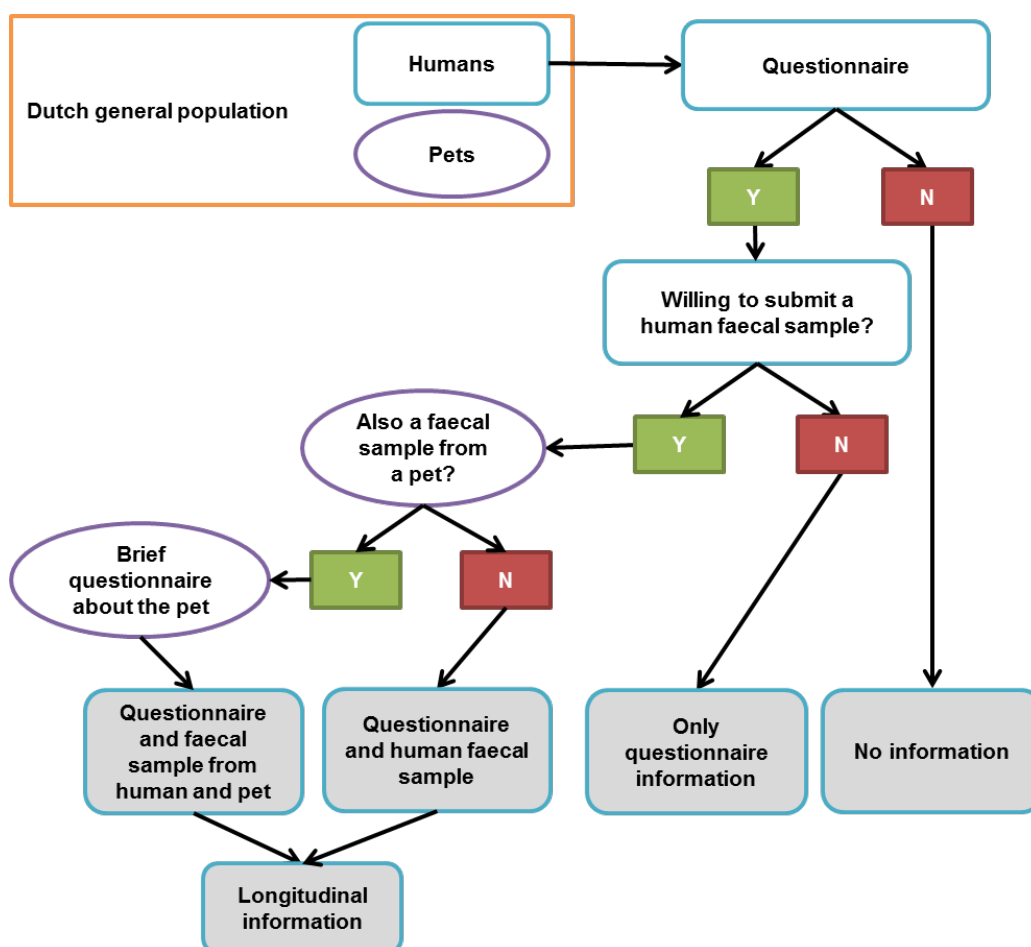 Humans
Questionnaire
Dutch general population
Pets
Y
N
Willing to submit a
human faecal sample?
Also a faecal
sample from
a pet?
Y
N
Brief
questionnaire
about the pet
Y
N
Questionnaire
and faecal
sample from
human and pet
Questionnaire
and human faecal
sample
Only
questionnaire
information
No information
Longitudinal
information